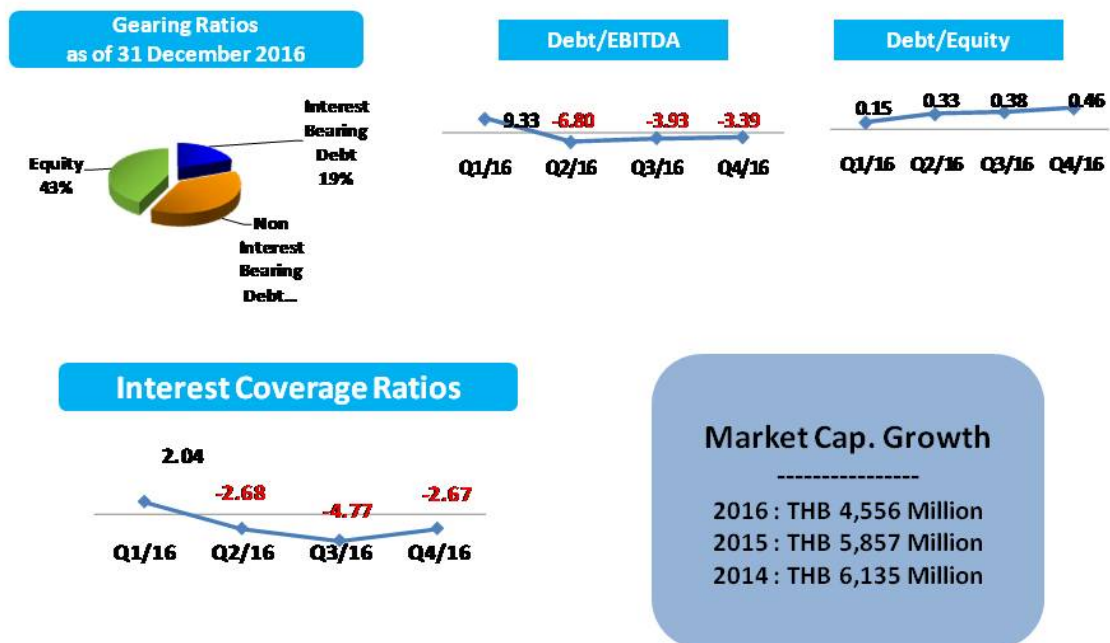 Gearing Ratios
as of 31 December 2016
Interest
Bearing
Debt
19%
Equity
43%
Non
Interest
Bearing
Debt...
Debt/EBITDA
9.33 -6.80 -3.93 -3.39
Q1/16 Q2/16 Q3/16 Q4/16
Debt/Equity
0.15 0.33 0.38 0.46
Q1/16 Q2/16 Q3/16 Q4/16
Interest Coverage Ratios
2.04
-2.68 -4.77 -2.67
Q1/16 Q2/16 Q3/16 Q4/16
Market Cap. Growth
----------------
2016 : THB 4,556 Million
2015 : THB 5,857 Million
2014 : THB 6,135 Million